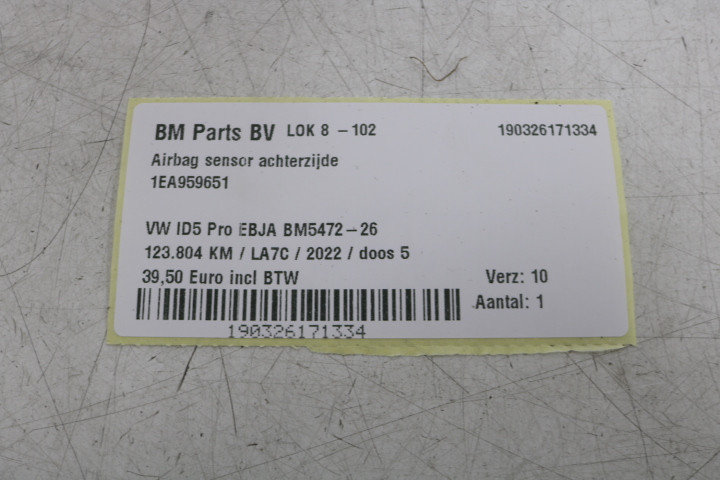 BM Parts BV LOK 8 - 102 190326171334
Airbag sensor achterzijde
1EA959651
VW ID5 Pro EBJA BM5472-26
123.804 KM / LA7C / 2022 / doos 5
39,50 Euro incl BTW Verz: 10
Aantal: 1
190326171334